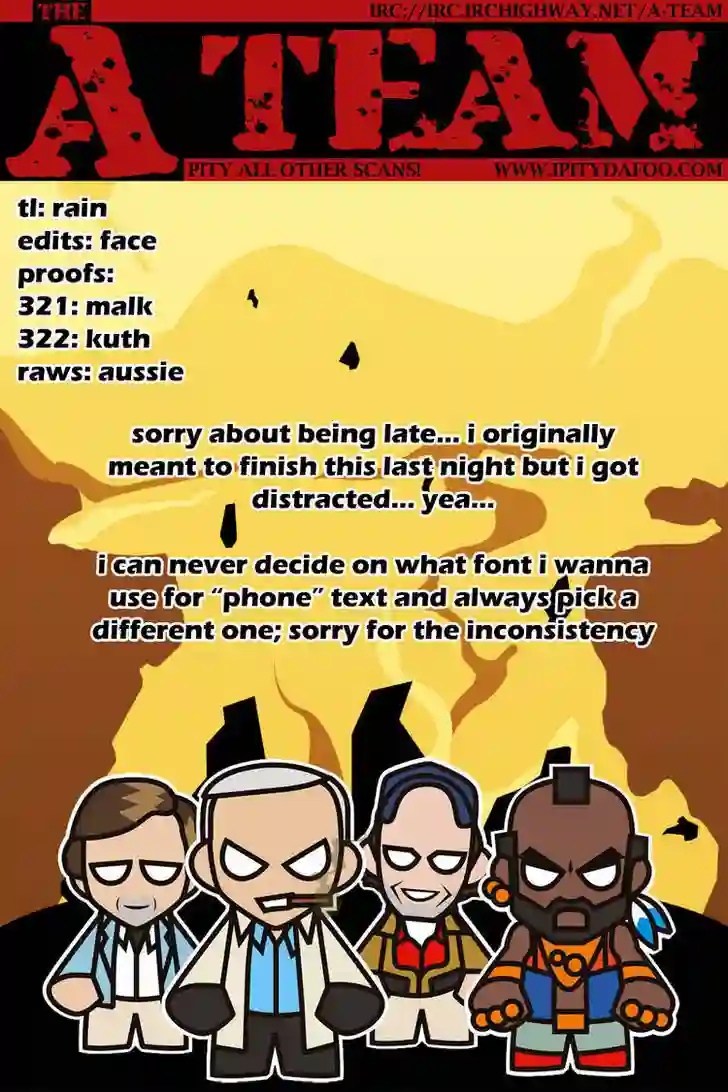 THE
IRC://IRC.IRCHIGHWAY.NET/A-TEAM
A TEAM
PITY ALL OTHER SCANS!
WWW.IPITYDAFOO.COM
tl: rain
edits: face
proofs:
321: malk
322: kuth
raws: aussie
sorry about being late... i originally
meant to finish this last night but i got
distracted... yea...
i can never decide on what font i wanna
use for “phone” text and always pick a
different one; sorry for the inconsistency